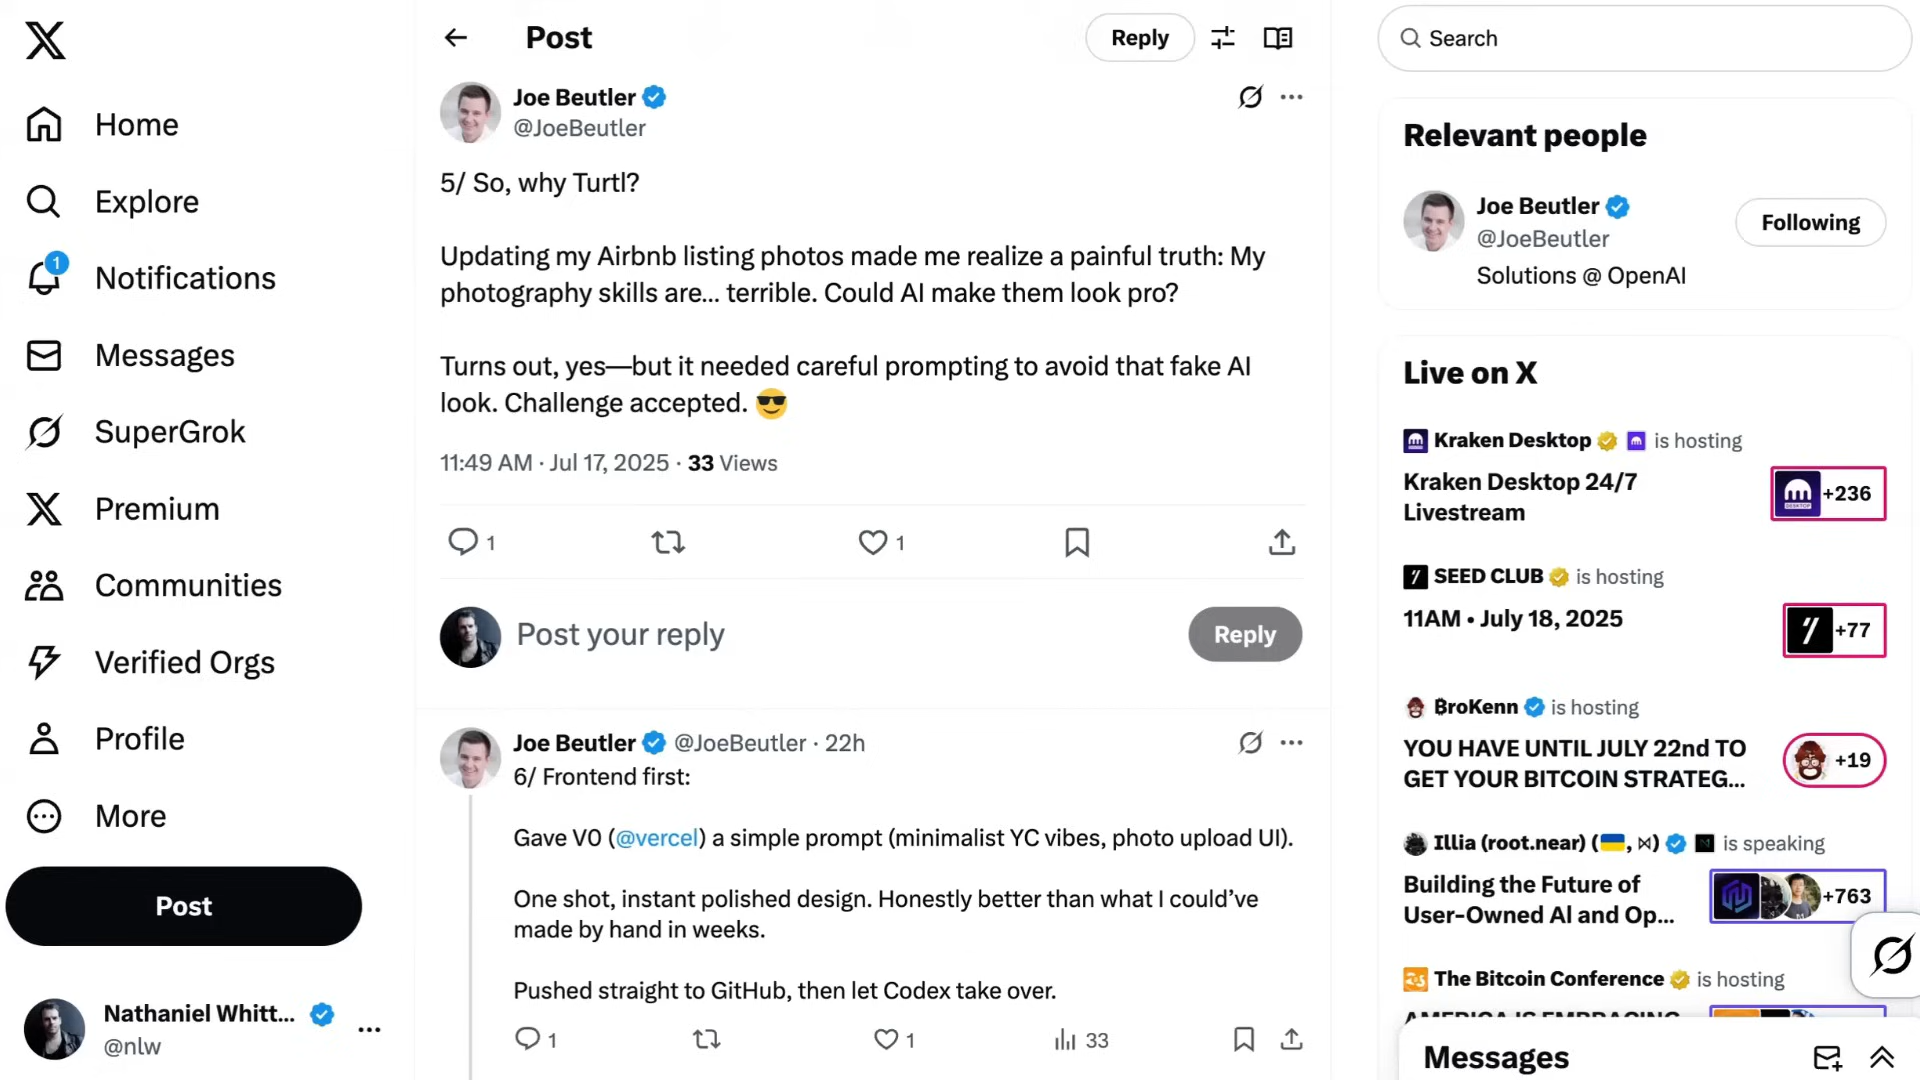 Home
Explore
1
Notifications
Messages
SuperGrok
Premium
Communities
Verified Orgs
Profile
More
Post
Nathaniel Whitt...
@nlw
Post
Reply
Joe Beutler
@JoeBeutler
5/ So, why Turtl?
Updating my Airbnb listing photos made me realize a painful truth: My
photography skills are... terrible. Could AI make them look pro?
Turns out, yes—but it needed careful prompting to avoid that fake AI
look. Challenge accepted. 😎
11:49 AM · Jul 17, 2025 · 33 Views
1
1
Post your reply
Reply
Joe Beutler @JoeBeutler · 22h
6/ Frontend first:
Gave V0 (@vercel) a simple prompt (minimalist YC vibes, photo upload UI).
One shot, instant polished design. Honestly better than what I could've
made by hand in weeks.
Pushed straight to GitHub, then let Codex take over.
1
1
33
Search
Relevant people
Joe Beutler
@JoeBeutler
Following
Solutions @ OpenAI
Live on X
Kraken Desktop is hosting
Kraken Desktop 24/7
Livestream
+236
SEED CLUB is hosting
11AM • July 18, 2025
+77
₿roKenn is hosting
YOU HAVE UNTIL JULY 22nd TO
GET YOUR BITCOIN STRATEG...
+19
Illia (root.near) (🇺🇦, ⋈) is speaking
Building the Future of
User-Owned AI and Op...
+763
The Bitcoin Conference is hosting
AMERICA IS EMBRACING
Messages